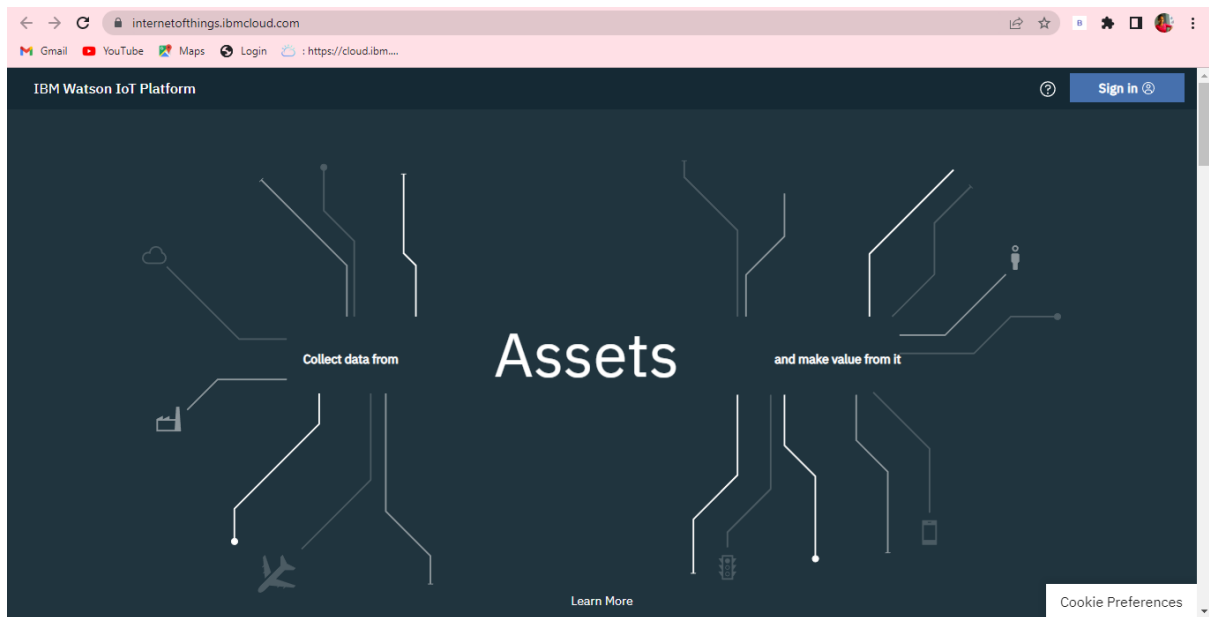 internetofthings.ibmcloud.com
B
Gmail YouTube Maps Login : https://cloud.ibm....
IBM Watson IoT Platform ? Sign in
Collect data from Assets and make value from it
Learn More
Cookie Preferences